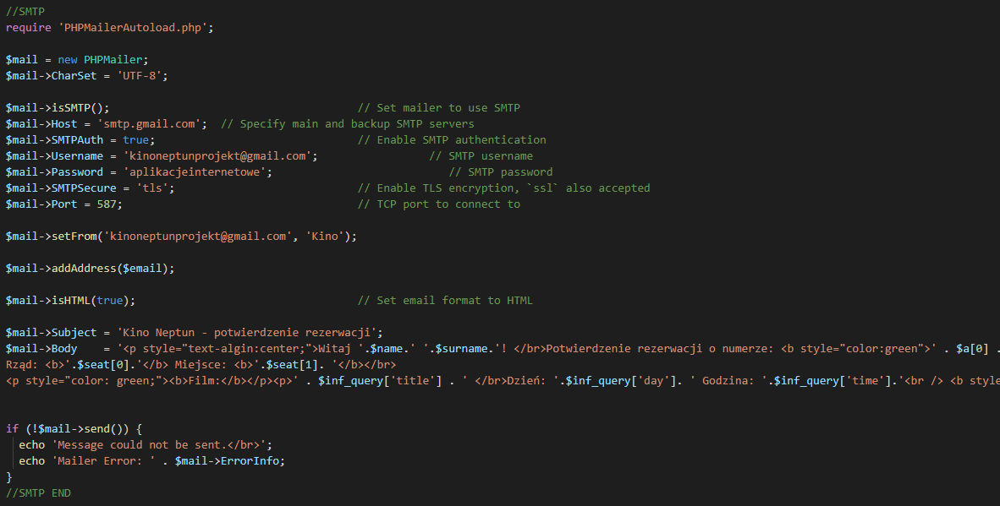 //SMTP
require 'PHPMailerAutoload.php';
$mail = new PHPMailer;
$mail->CharSet = 'UTF-8';
$mail->isSMTP(); // Set mailer to use SMTP
$mail->Host = 'smtp.gmail.com'; // Specify main and backup SMTP servers
$mail->SMTPAuth = true; // Enable SMTP authentication
$mail->Username = 'kinoneptunprojekt@gmail.com'; // SMTP username
$mail->Password = 'aplikacjeinternetowe'; // SMTP password
$mail->SMTPSecure = 'tls'; // Enable TLS encryption, `ssl` also accepted
$mail->Port = 587; // TCP port to connect to
$mail->setFrom('kinoneptunprojekt@gmail.com', 'Kino');
$mail->addAddress($email);
$mail->isHTML(true); // Set email format to HTML
$mail->Subject = 'Kino Neptun - potwierdzenie rezerwacji';
$mail->Body = '<p style="text-algin:center;">Witaj '.$name.' '.$surname.'! </br>Potwierdzenie rezerwacji o numerze: <b style="color:green">' . $a[0] .
Rząd: <b>'.$seat[0].'</b> Miejsce: <b>'.$seat[1]. '</b></br>
<p style="color: green;"><b>Film:</b></p><p>' . $inf_query['title'] . ' </br>Dzień: '.$inf_query['day']. ' Godzina: '.$inf_query['time'].'<br /> <b style
if (!$mail->send()) {
echo 'Message could not be sent.</br>';
echo 'Mailer Error: ' . $mail->ErrorInfo;
}
//SMTP END